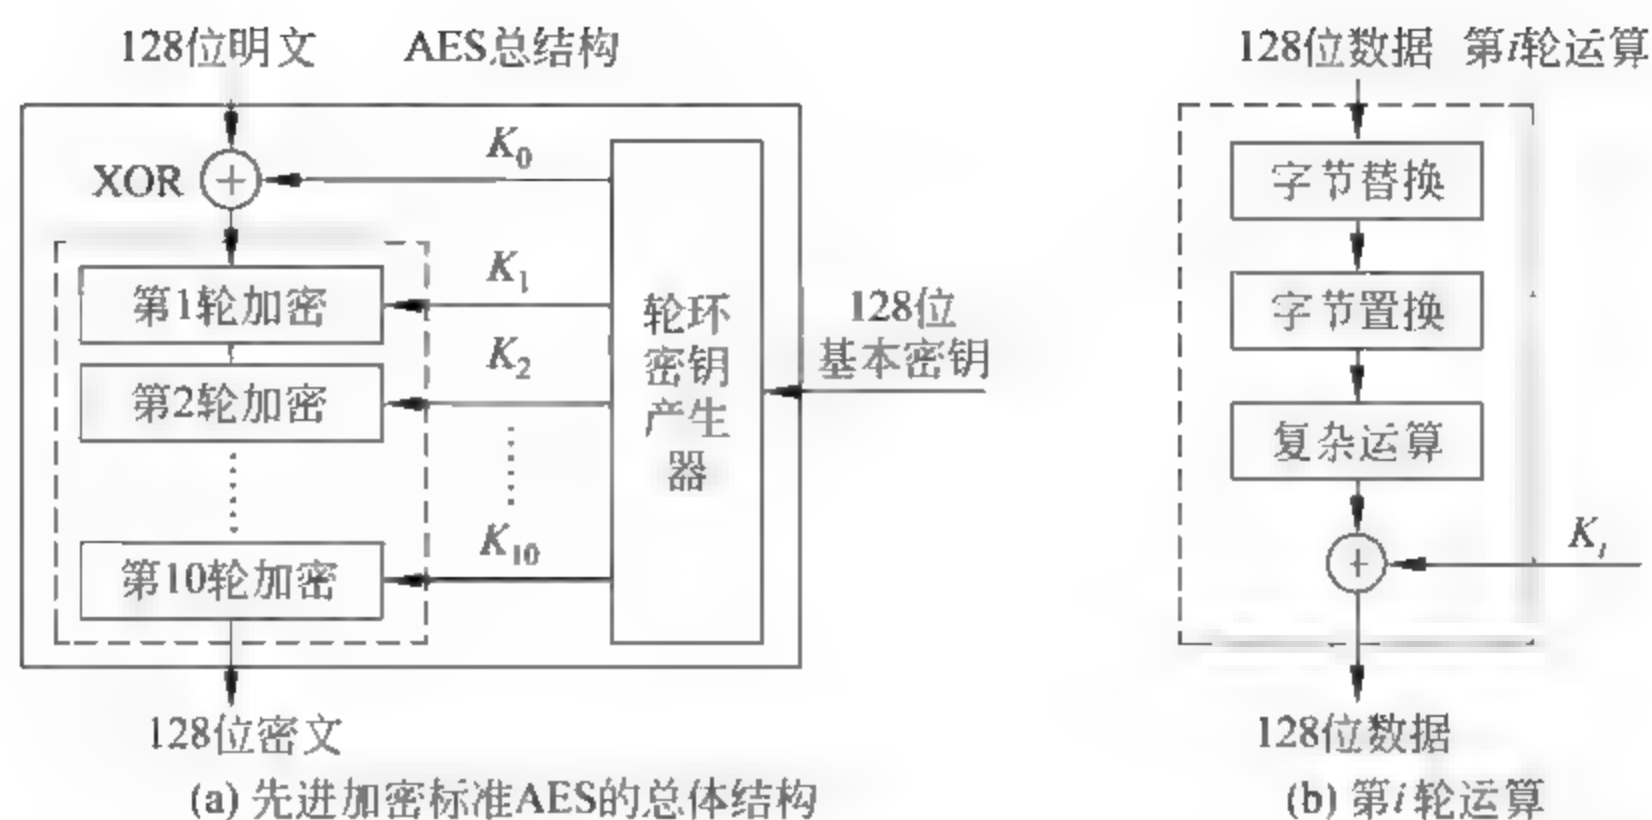 128位明文 AES总结构
XOR
K₀
第1轮加密
K₁
第2轮加密
K₂
第10轮加密
K₁₀
轮环
密钥
产生
器
128位
基本密钥
128位密文
(a) 先进加密标准AES的总体结构
128位数据 第i轮运算
字节替换
字节置换
复杂运算
Kᵢ
128位数据
(b) 第i轮运算